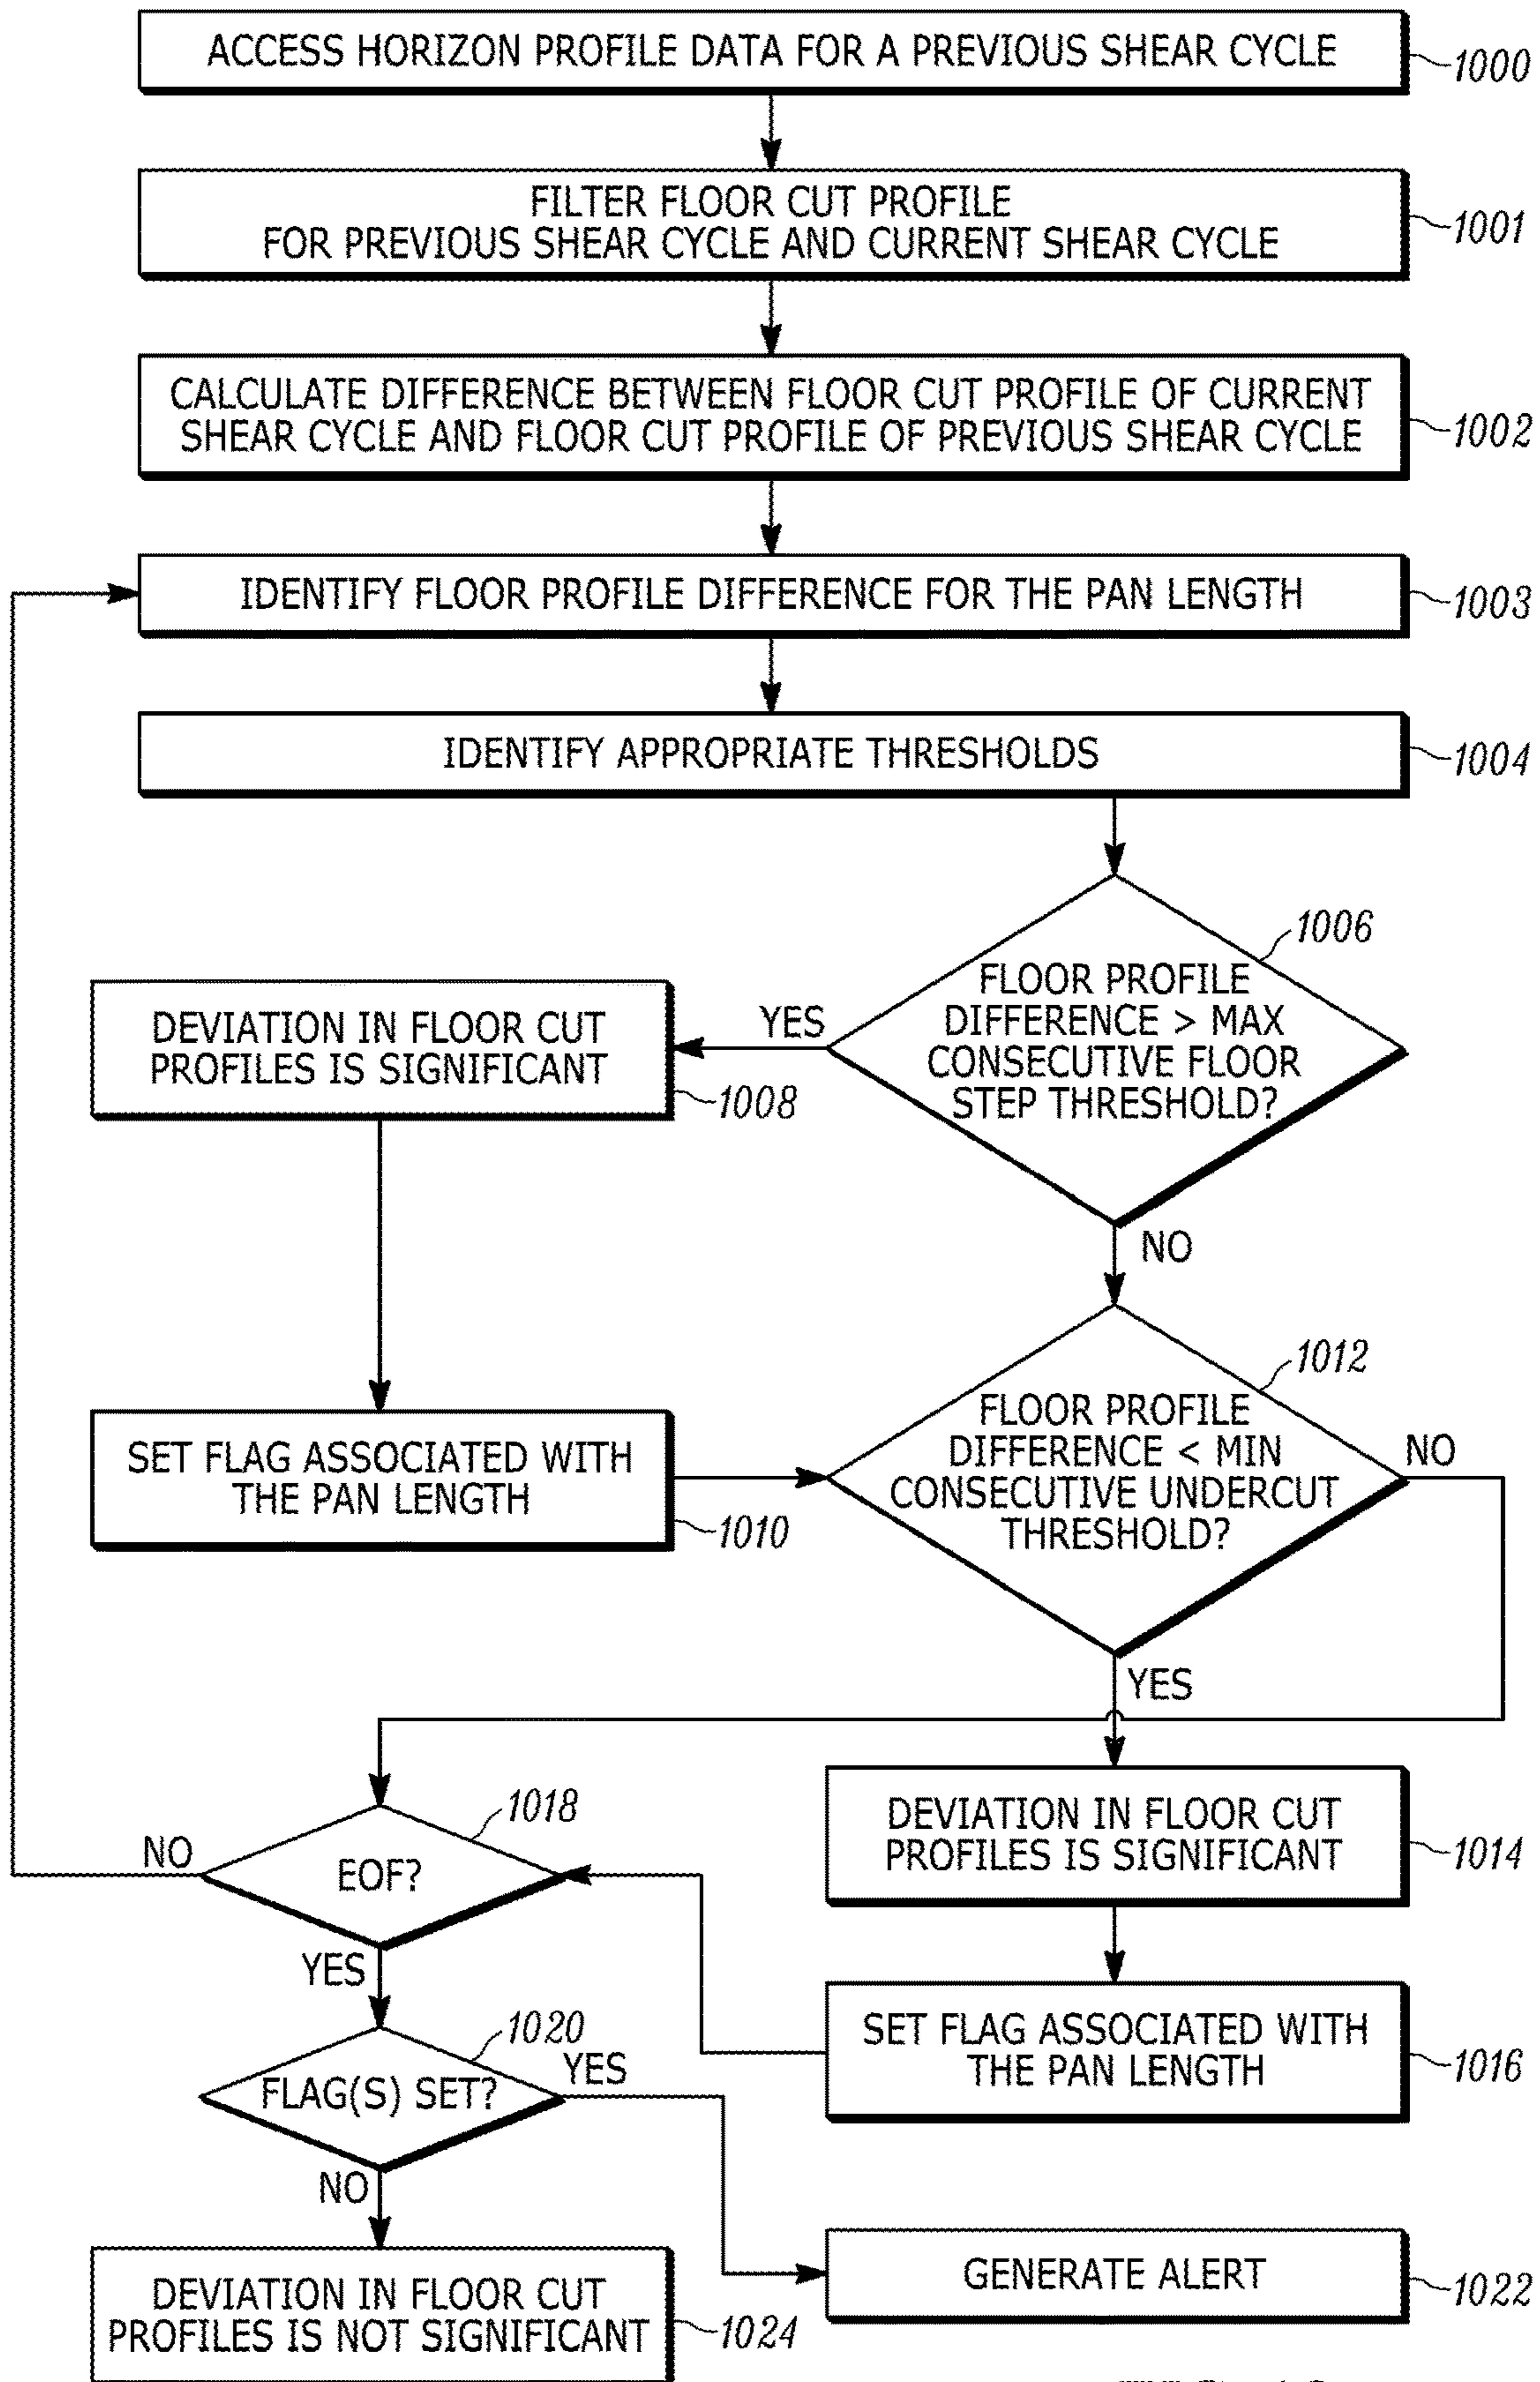 ACCESS HORIZON PROFILE DATA FOR A PREVIOUS SHEAR CYCLE
1000
FILTER FLOOR CUT PROFILE
FOR PREVIOUS SHEAR CYCLE AND CURRENT SHEAR CYCLE
1001
CALCULATE DIFFERENCE BETWEEN FLOOR CUT PROFILE OF CURRENT
SHEAR CYCLE AND FLOOR CUT PROFILE OF PREVIOUS SHEAR CYCLE
1002
IDENTIFY FLOOR PROFILE DIFFERENCE FOR THE PAN LENGTH
1003
IDENTIFY APPROPRIATE THRESHOLDS
1004
1006
FLOOR PROFILE
DIFFERENCE > MAX
CONSECUTIVE FLOOR
STEP THRESHOLD?
YES
DEVIATION IN FLOOR CUT
PROFILES IS SIGNIFICANT
1008
NO
1012
FLOOR PROFILE
DIFFERENCE < MIN
CONSECUTIVE UNDERCUT
THRESHOLD?
NO
SET FLAG ASSOCIATED WITH
THE PAN LENGTH
1010
YES
1018
EOF?
NO
DEVIATION IN FLOOR CUT
PROFILES IS SIGNIFICANT
1014
YES
1020
FLAG(S) SET?
YES
SET FLAG ASSOCIATED WITH
THE PAN LENGTH
1016
NO
GENERATE ALERT
1022
DEVIATION IN FLOOR CUT
PROFILES IS NOT SIGNIFICANT
1024